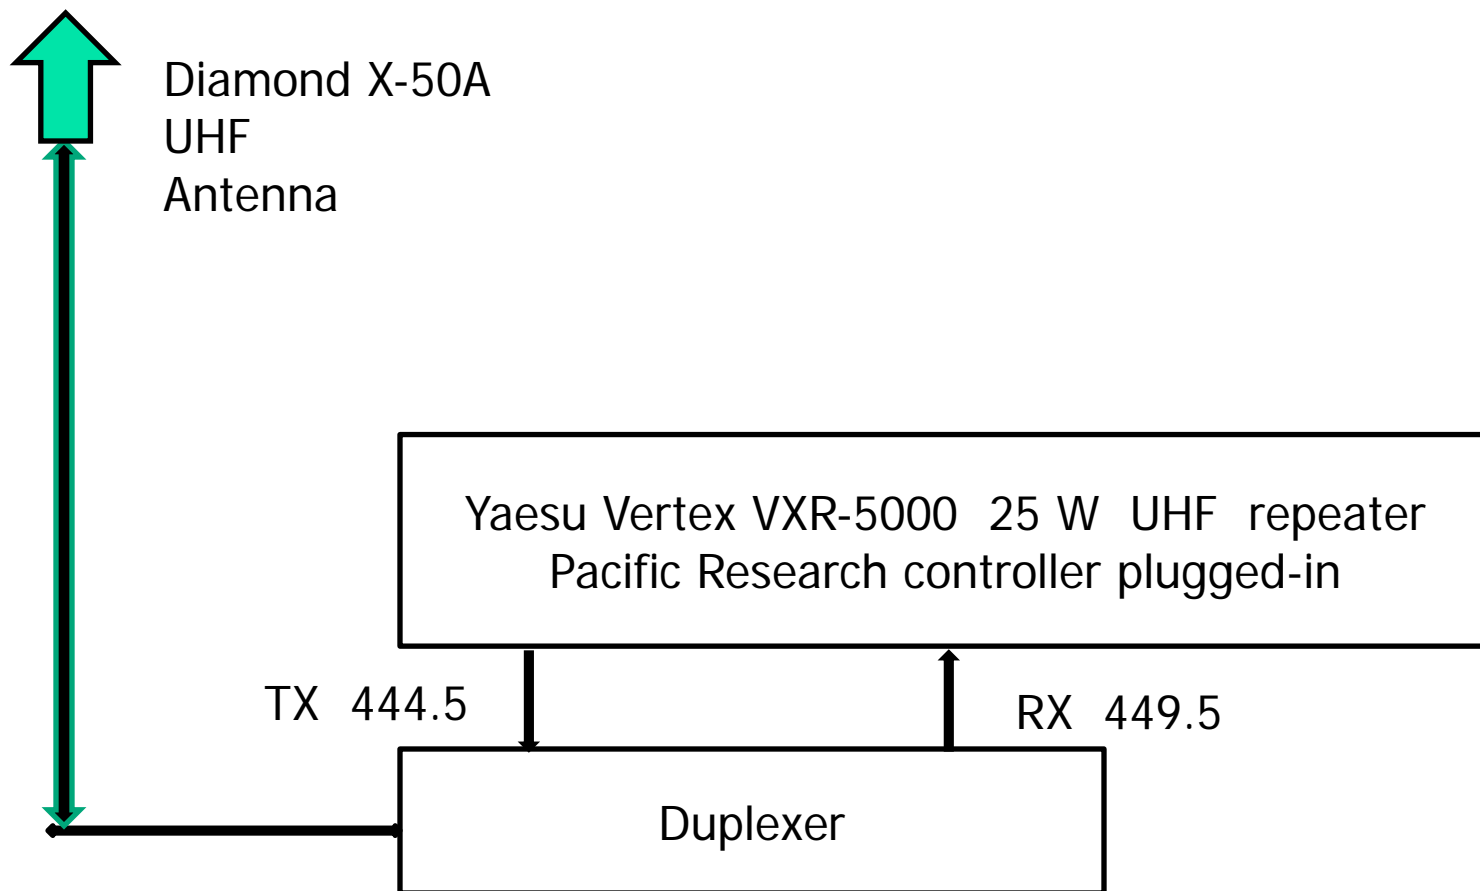 Diamond X-50A
UHF
Antenna
Yaesu Vertex VXR-5000  25 W  UHF  repeater
Pacific Research controller plugged-in
TX  444.5
RX  449.5
Duplexer